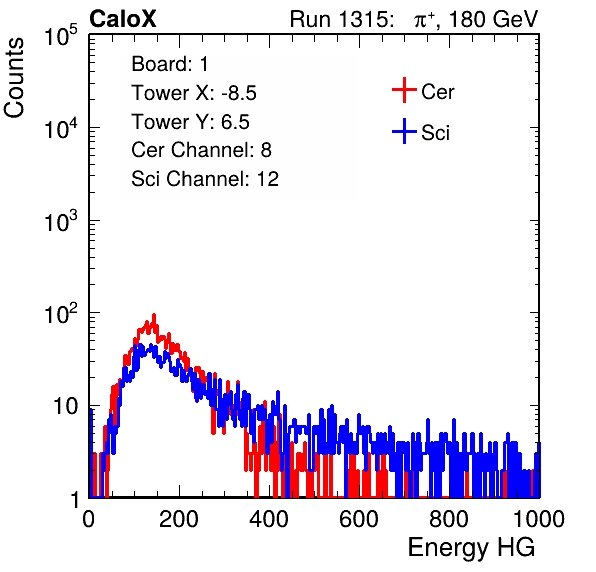 CaloX Run 1315: π⁺, 180 GeV
Counts
10⁵
10⁴
10³
10²
10
1
Board: 1
Tower X: -8.5
Tower Y: 6.5
Cer Channel: 8
Sci Channel: 12
Cer
Sci
0 200 400 600 800 1000
Energy HG